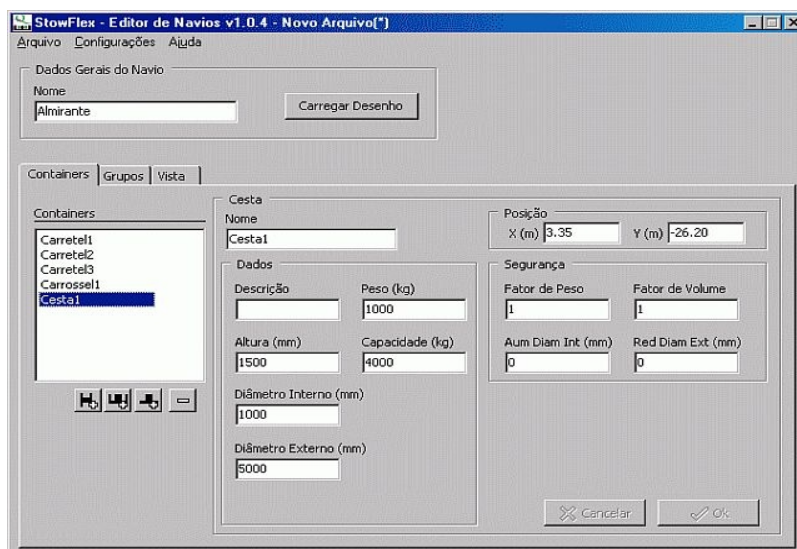 StowFlex - Editor de Navios v1.0.4 - Novo Arquivo(*)
Arquivo Configurações Ajuda
Dados Gerais do Navio
Nome
Almirante
Carregar Desenho
Containers Grupos Vista
Containers
Carretel1
Carretel2
Carretel3
Carrossel1
Cesta1
Cesta
Nome
Cesta1
Dados
Descrição Peso (kg)
1000
Altura (mm) Capacidade (kg)
1500 4000
Diâmetro Interno (mm)
1000
Diâmetro Externo (mm)
5000
Posição
X (m) 3.35 Y (m) -26.20
Segurança
Fator de Peso Fator de Volume
1 1
Aum Diam Int (mm) Red Diam Ext (mm)
0 0
Cancelar Ok